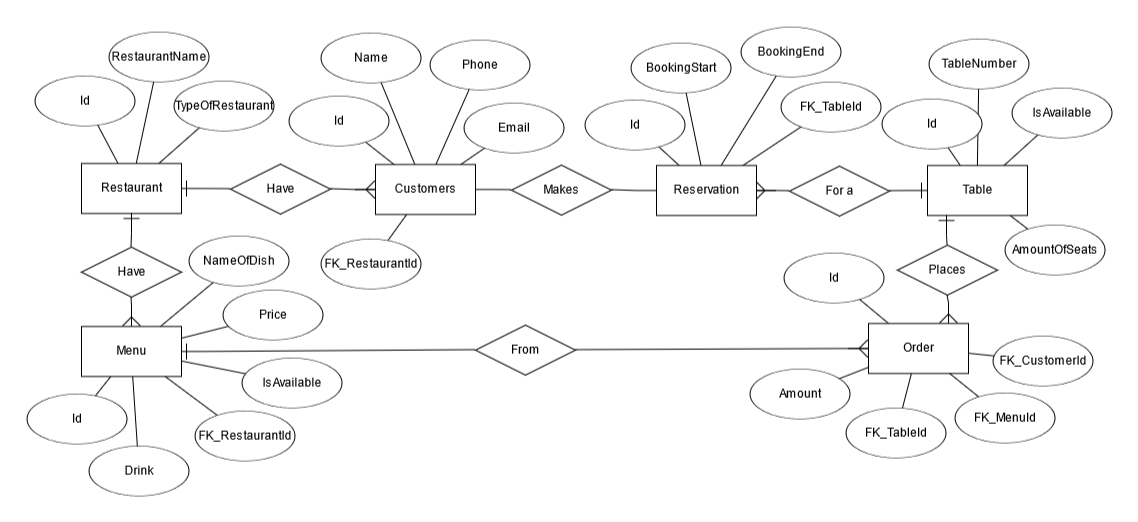 RestaurantName
Id
TypeOfRestaurant
Restaurant
Name
Phone
Id
Email
Customers
FK_RestaurantId
Have
Makes
BookingStart
BookingEnd
Id
FK_TableId
Reservation
For a
TableNumber
Id
IsAvailable
Table
AmountOfSeats
Have
NameOfDish
Price
Menu
IsAvailable
Id
FK_RestaurantId
Drink
From
Places
Id
Order
FK_CustomerId
Amount
FK_MenuId
FK_TableId